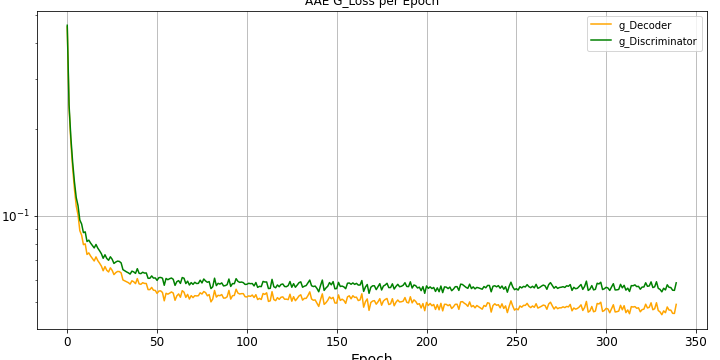 AAE G_Loss per Epoch
g_Decoder
g_Discriminator
10⁻¹
0 50 100 150 200 250 300 350
Epoch